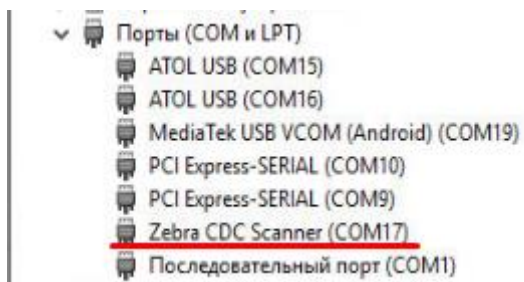 Порты (COM и LPT)
ATOL USB (COM15)
ATOL USB (COM16)
MediaTek USB VCOM (Android) (COM19)
PCI Express-SERIAL (COM10)
PCI Express-SERIAL (COM9)
Zebra CDC Scanner (COM17)
Последовательный порт (COM1)